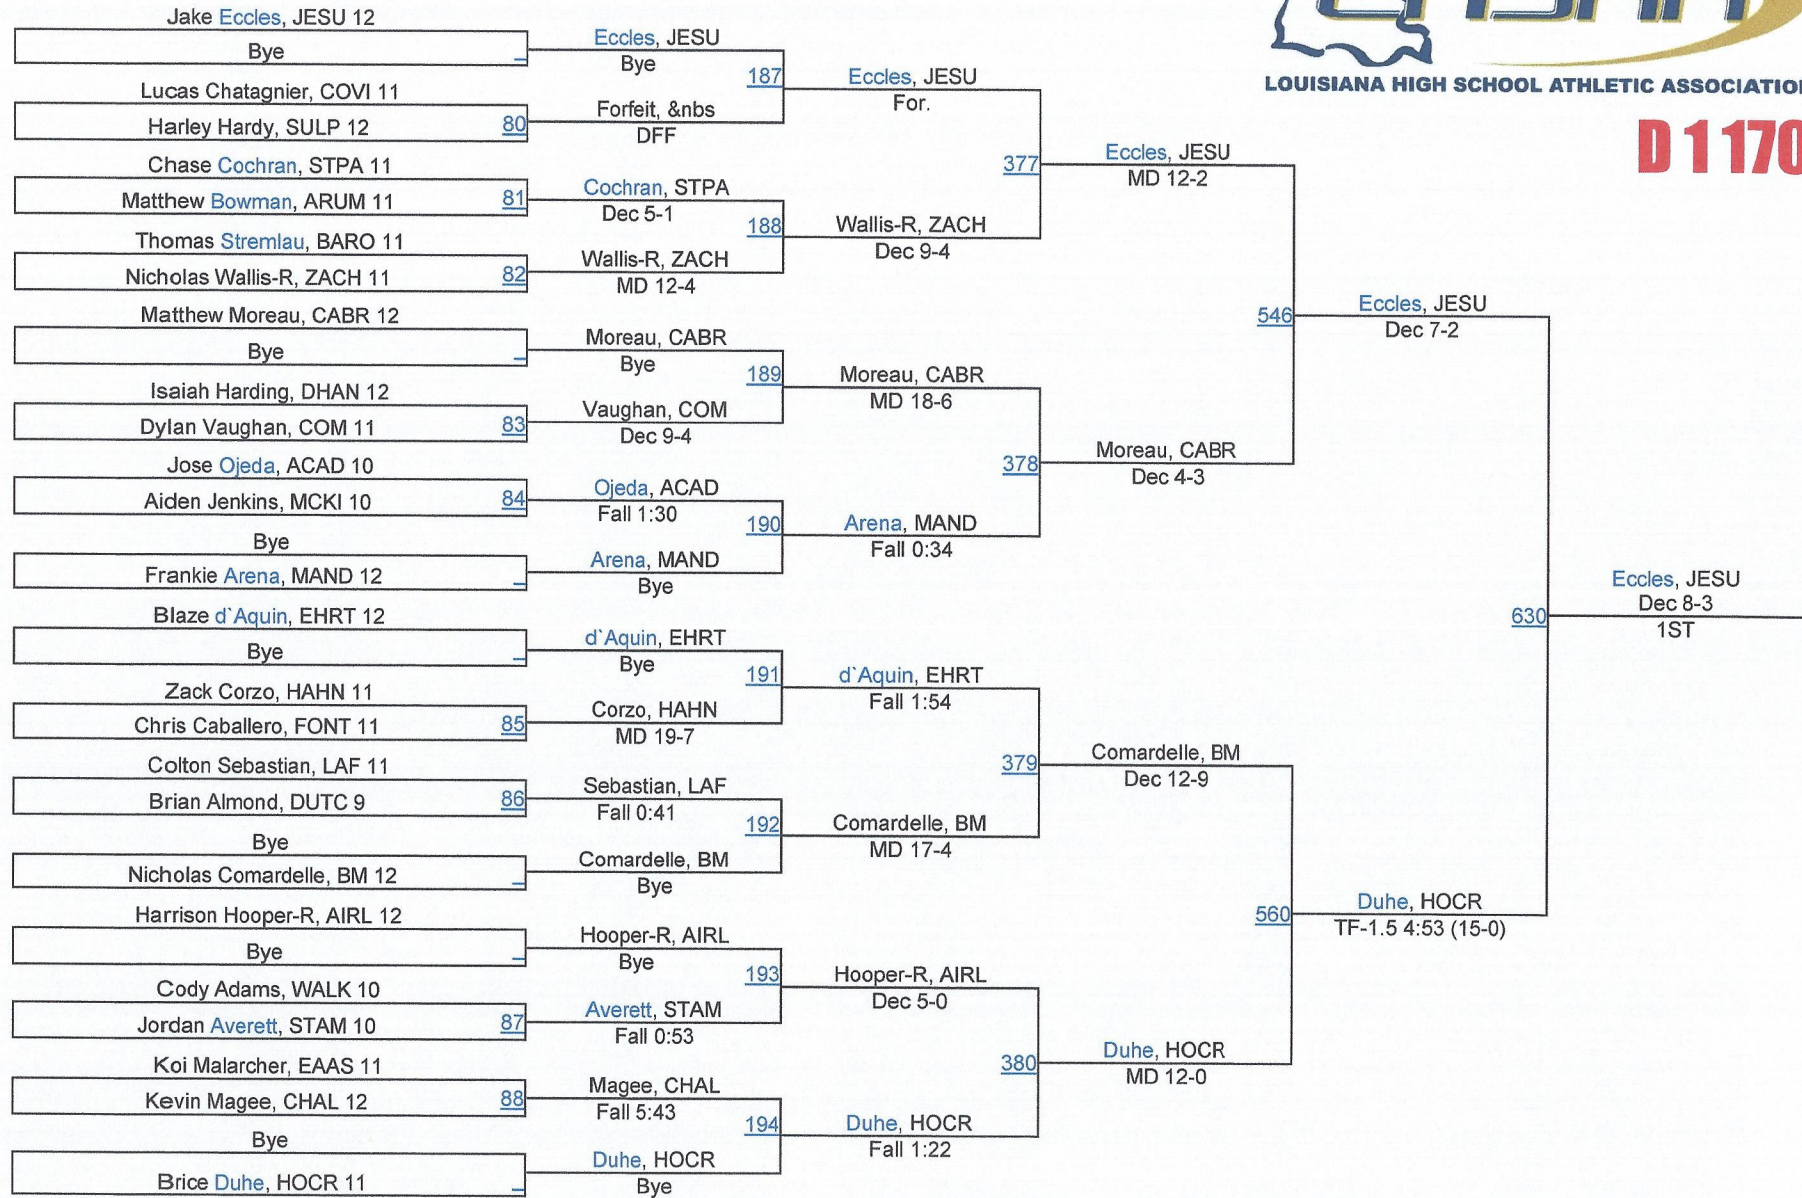 Jake Eccles, JESU 12
Bye
Lucas Chatagnier, COVI 11
Harley Hardy, SULP 12 80
Chase Cochran, STPA 11
Matthew Bowman, ARUM 11 81
Thomas Stremlau, BARO 11
Nicholas Wallis-R, ZACH 11 82
Matthew Moreau, CABR 12
Bye
Isaiah Harding, DHAN 12
Dylan Vaughan, COM 11 83
Jose Ojeda, ACAD 10
Aiden Jenkins, MCKI 10 84
Bye
Frankie Arena, MAND 12
Blaze d`Aquin, EHRT 12
Bye
Zack Corzo, HAHN 11
Chris Caballero, FONT 11 85
Colton Sebastian, LAF 11
Brian Almond, DUTC 9 86
Bye
Nicholas Comardelle, BM 12
Harrison Hooper-R, AIRL 12
Bye
Cody Adams, WALK 10
Jordan Averett, STAM 10 87
Koi Malarcher, EAAS 11
Kevin Magee, CHAL 12 88
Bye
Brice Duhe, HOCR 11
Eccles, JESU
Bye
187
Forfeit, &nbs
DFF
Cochran, STPA
Dec 5-1
188
Wallis-R, ZACH
MD 12-4
Moreau, CABR
Bye
189
Vaughan, COM
Dec 9-4
Ojeda, ACAD
Fall 1:30
190
Arena, MAND
Bye
d`Aquin, EHRT
Bye
191
Corzo, HAHN
MD 19-7
Sebastian, LAF
Fall 0:41
192
Comardelle, BM
Bye
Hooper-R, AIRL
Bye
193
Averett, STAM
Fall 0:53
Magee, CHAL
Fall 5:43
194
Duhe, HOCR
Bye
Eccles, JESU
For.
377
Wallis-R, ZACH
Dec 9-4
Moreau, CABR
MD 18-6
378
Arena, MAND
Fall 0:34
d`Aquin, EHRT
Fall 1:54
379
Comardelle, BM
MD 17-4
Hooper-R, AIRL
Dec 5-0
380
Duhe, HOCR
Fall 1:22
Eccles, JESU
MD 12-2
546
Moreau, CABR
Dec 4-3
Comardelle, BM
Dec 12-9
560
Duhe, HOCR
MD 12-0
Eccles, JESU
Dec 7-2
630
Duhe, HOCR
TF-1.5 4:53 (15-0)
Eccles, JESU
Dec 8-3
1ST
LOUISIANA HIGH SCHOOL ATHLETIC ASSOCIATION
D 1 170